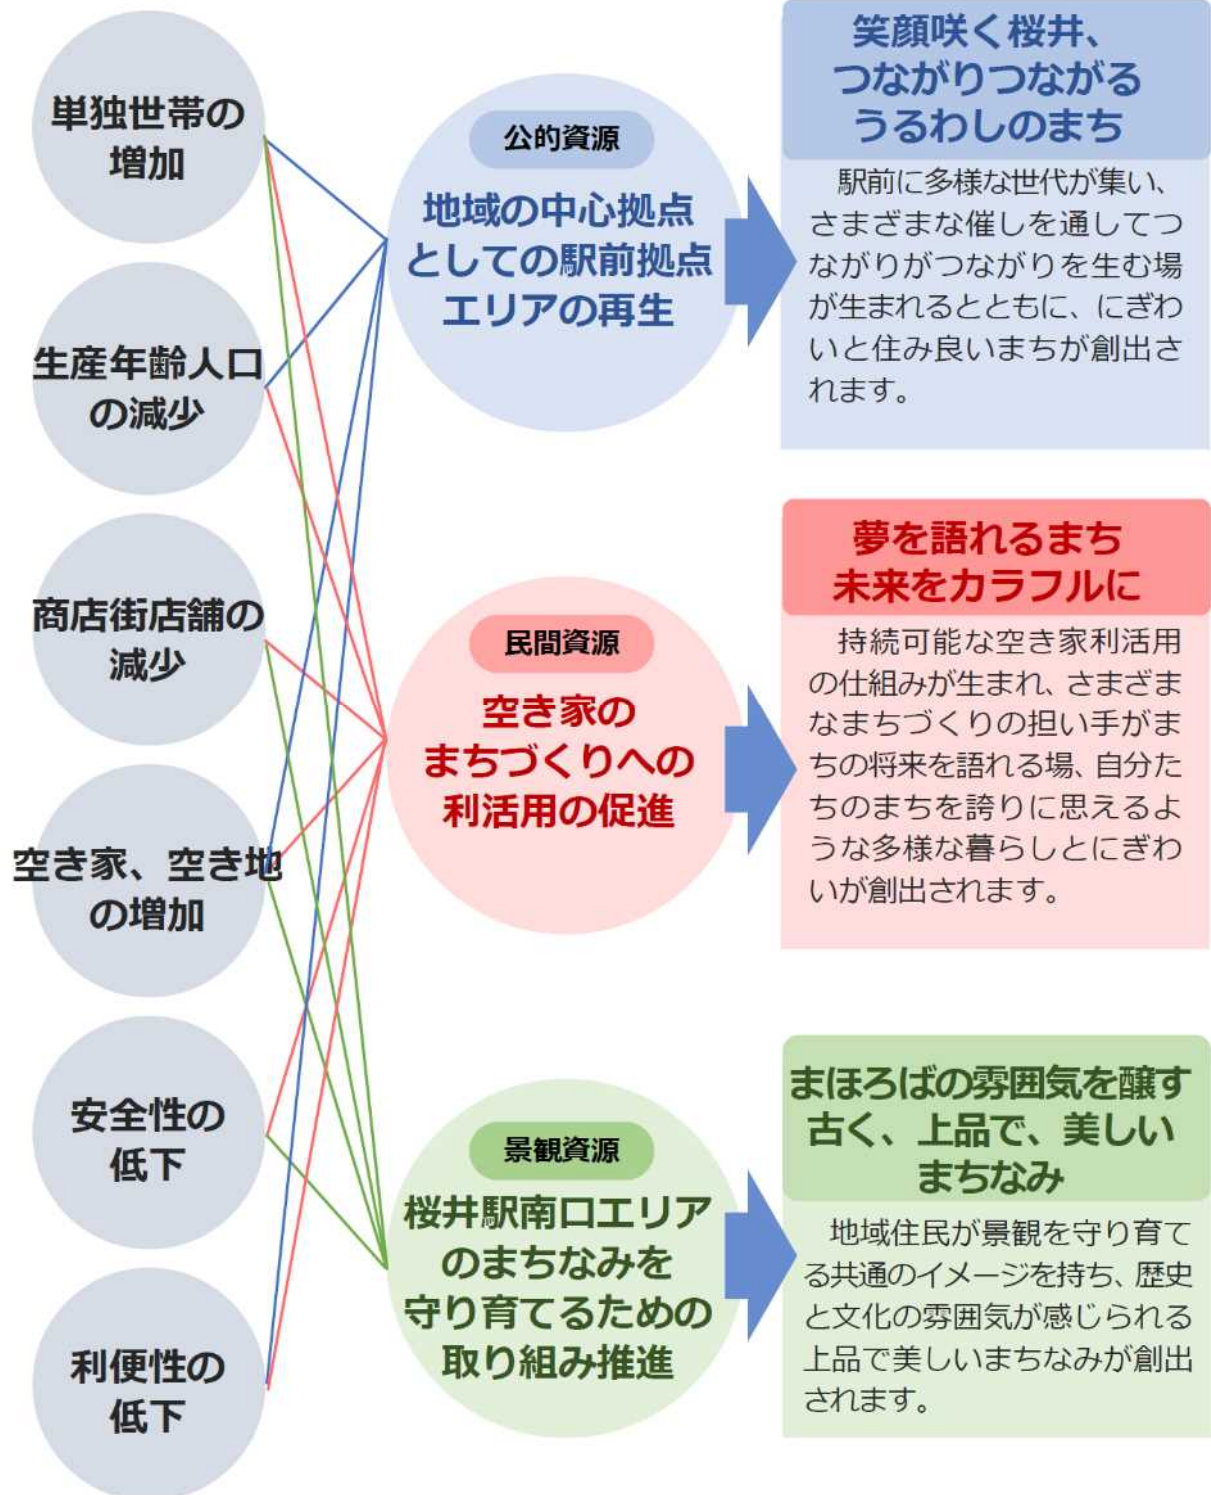 単独世帯の
増加
生産年齢人口
の減少
商店街店舗の
減少
空き家、空き地
の増加
安全性の
低下
利便性の
低下
公的資源
地域の中心拠点
としての駅前拠点
エリアの再生
民間資源
空き家の
まちづくりへの
利活用の促進
景観資源
桜井駅南口エリア
のまちなみを
守り育てるための
取り組み推進
笑顔咲く桜井、
つながりつながる
うるわしのまち
駅前に多様な世代が集い、
さまざまな催しを通してつ
ながりがつながりを生む場
が生まれるとともに、にぎわ
いと住み良いまちが創出さ
れます。
夢を語れるまち
未来をカラフルに
持続可能な空き家利活用
の仕組みが生まれ、さまざま
なまちづくりの担い手がま
ちの将来を語れる場、自分た
ちのまちを誇りに思えるよ
うな多様な暮らしとにぎわ
いが創出されます。
まほろばの雰囲気を醸す
古く、上品で、美しい
まちなみ
地域住民が景観を守り育て
る共通のイメージを持ち、歴史
と文化の雰囲気が感じられる
上品で美しいまちなみが創出
されます。